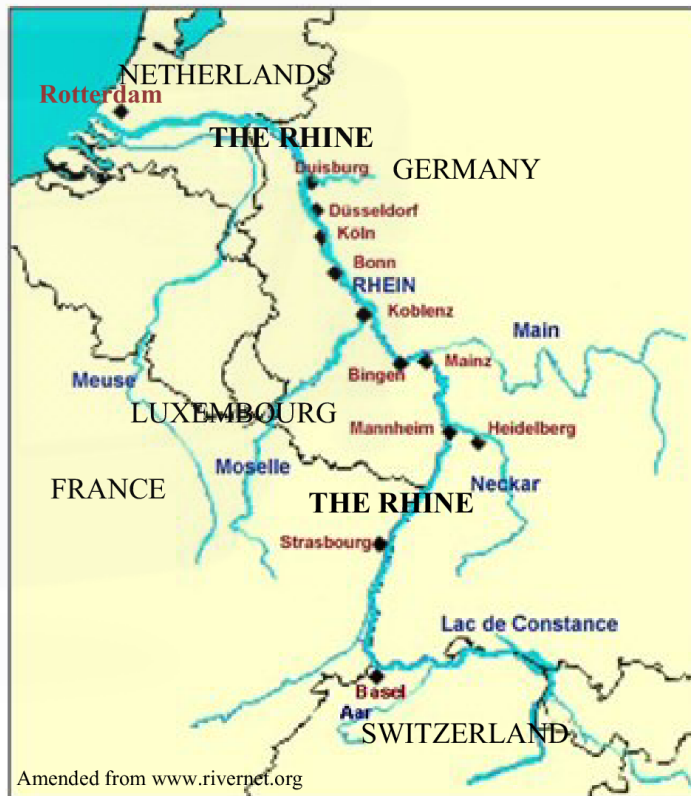 NETHERLANDS
Rotterdam
THE RHINE
Duisburg
GERMANY
Düsseldorf
Köln
Bonn
RHEIN
Koblenz
Main
Bingen
Mainz
Meuse
LUXEMBOURG
Mannheim
Heidelberg
Moselle
Neckar
FRANCE
THE RHINE
Strasbourg
Lac de Constance
Basel
Aar
SWITZERLAND
Amended from www.rivernet.org